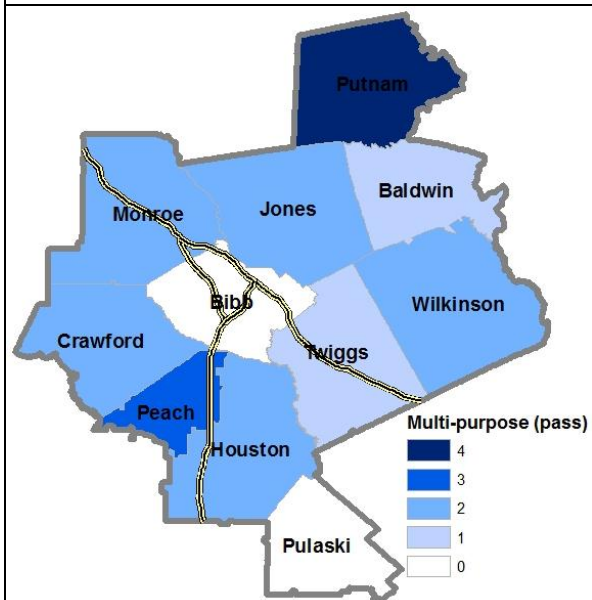 Putnam
Baldwin
Monroe
Jones
Bibb
Wilkinson
Crawford
Twiggs
Peach
Houston
Pulaski
Multi-purpose (pass)
4
3
2
1
0